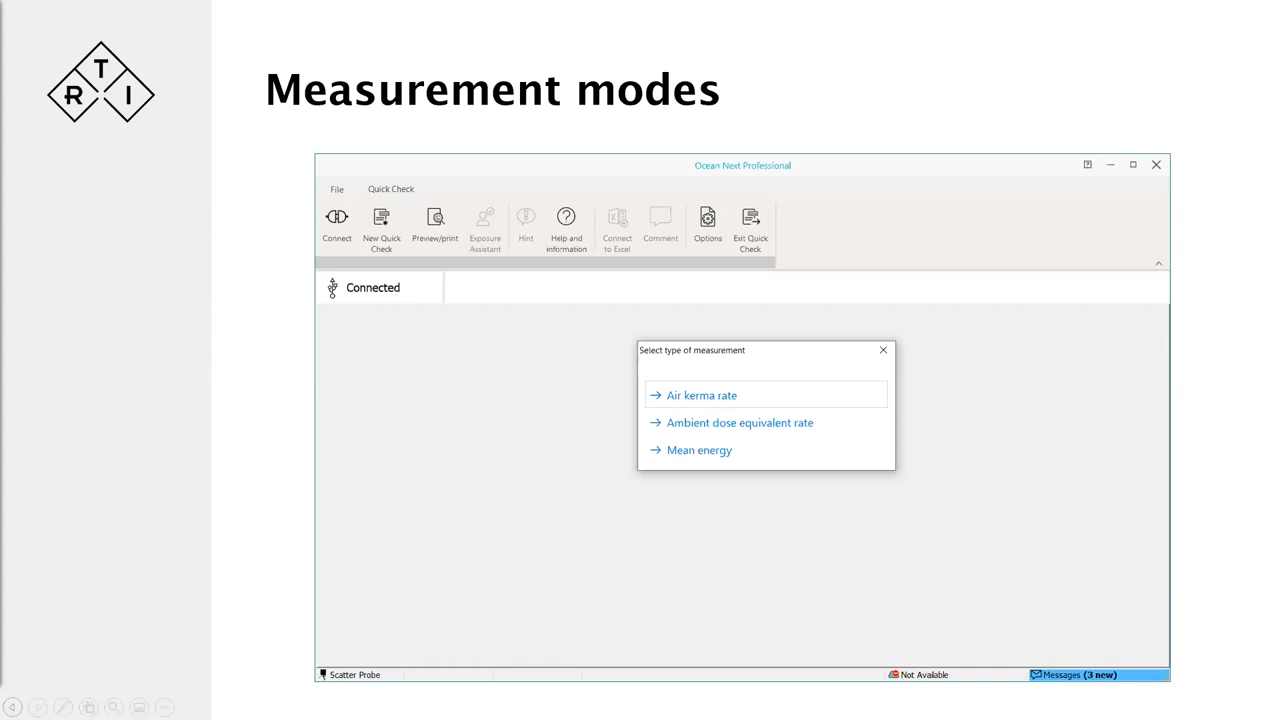 T
R I
Measurement modes
Ocean Next Professional
File Quick Check
Connect New Quick Check Preview/print Exposure Assistant Hint Help and information Connect to Excel Comment Options Exit Quick Check
Connected
Select type of measurement
Air kerma rate
Ambient dose equivalent rate
Mean energy
Scatter Probe Not Available Messages (3 new)